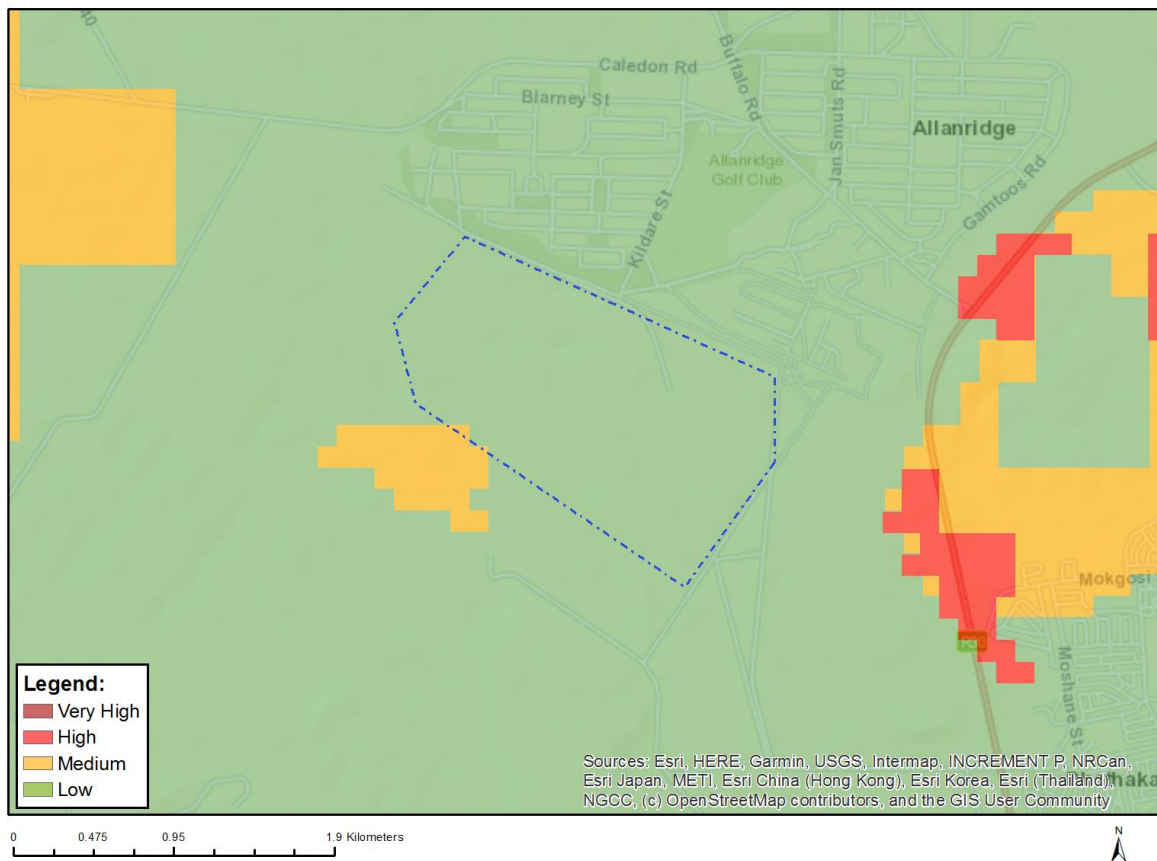 40
Caledon Rd
Blarney St
Buffalo Rd
Jan Smuts Rd
Allanridge
Allanridge
Golf Club
Kildare St
Gamtoos Rd
Mokgosi
R30
Moshane St
Legend:
Very High
High
Medium
Low
Sources: Esri, HERE, Garmin, USGS, Intermap, INCREMENT P, NRCan,
Esri Japan, METI, Esri China (Hong Kong), Esri Korea, Esri (Thailand),
NGCC, (c) OpenStreetMap contributors, and the GIS User Community
0 0.475 0.95 1.9 Kilometers
N